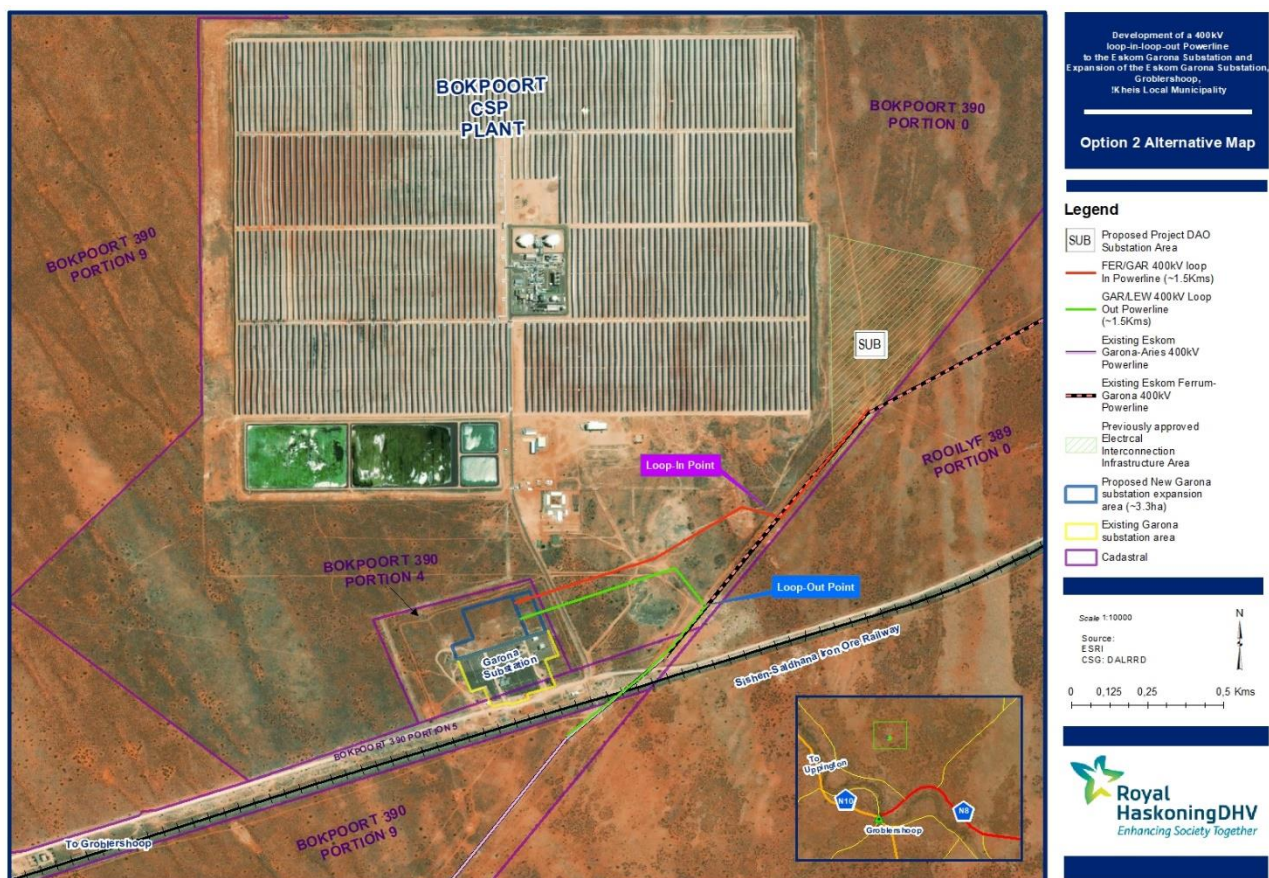 BOKPOORT
CSP
PLANT
BOKPOORT 390
PORTION 0
BOKPOORT 390
PORTION 9
SUB
ROOILYF 389
PORTION 0
Loop-In Point
BOKPOORT 390
PORTION 4
Loop-Out Point
Garona
Substation
Sishen-Saldhana Iron Ore Railway
BOKPOORT 390 PORTION 5
BOKPOORT 390
PORTION 9
To Groblershoop
To
Uppington
N10
N8
Groblershoop
Development of a 400kV
loop-in-loop-out Powerline
to the Eskom Garona Substation and
Expansion of the Eskom Garona Substation,
Groblershoop,
!Kheis Local Municipality
Option 2 Alternative Map
Legend
SUB
Proposed Project DAO
Substation Area
FER/GAR 400kV loop
In Powerline (~1.5Kms)
GAR/LEW 400kV Loop
Out Powerline
(~1.5Kms)
Existing Eskom
Garona-Aries 400kV
Powerline
Existing Eskom Ferrum-
Garona 400kV
Powerline
Previously approved
Electrcal
Interconnection
Infrastructure Area
Proposed New Garona
substation expansion
area (~3.3ha)
Existing Garona
substation area
Cadastral
Scale 1:10000
Source:
ESRI
CSG: DALRRD
N
0 0,125 0,25 0,5 Kms
Royal
HaskoningDHV
Enhancing Society Together